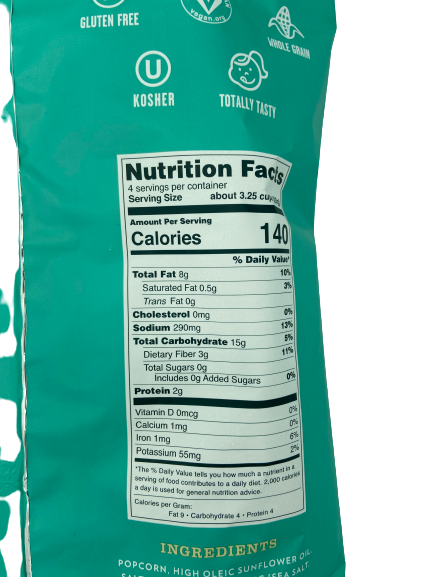 GLUTEN FREE
vegan.org
WHOLE GRAIN
U
KOSHER
TOTALLY TASTY
Nutrition Facts
4 servings per container
Serving Size about 3.25 cups
Amount Per Serving
Calories 140
% Daily Value*
Total Fat 8g 10%
Saturated Fat 0.5g 3%
Trans Fat 0g
Cholesterol 0mg 0%
Sodium 290mg 13%
Total Carbohydrate 15g 5%
Dietary Fiber 3g 11%
Total Sugars 0g
Includes 0g Added Sugars 0%
Protein 2g
Vitamin D 0mcg 0%
Calcium 1mg 0%
Iron 1mg 6%
Potassium 55mg 2%
*The % Daily Value tells you how much a nutrient in a
serving of food contributes to a daily diet. 2,000 calories
a day is used for general nutrition advice.
Calories per Gram:
Fat 9 • Carbohydrate 4 • Protein 4
INGREDIENTS
POPCORN, HIGH OLEIC SUNFLOWER OIL,
SEA SALT.